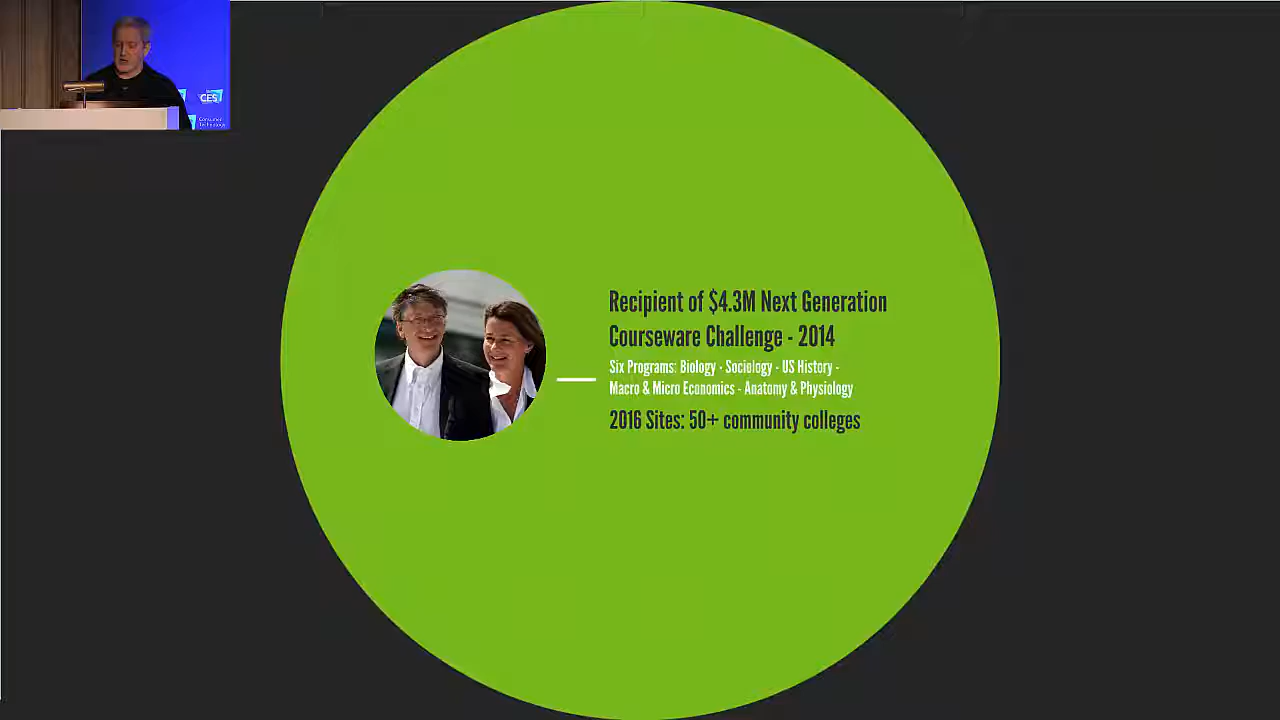 CES
Consumer
Technology
Recipient of $4.3M Next Generation
Courseware Challenge - 2014
Six Programs: Biology - Sociology - US History -
Macro & Micro Economics - Anatomy & Physiology
2016 Sites: 50+ community colleges